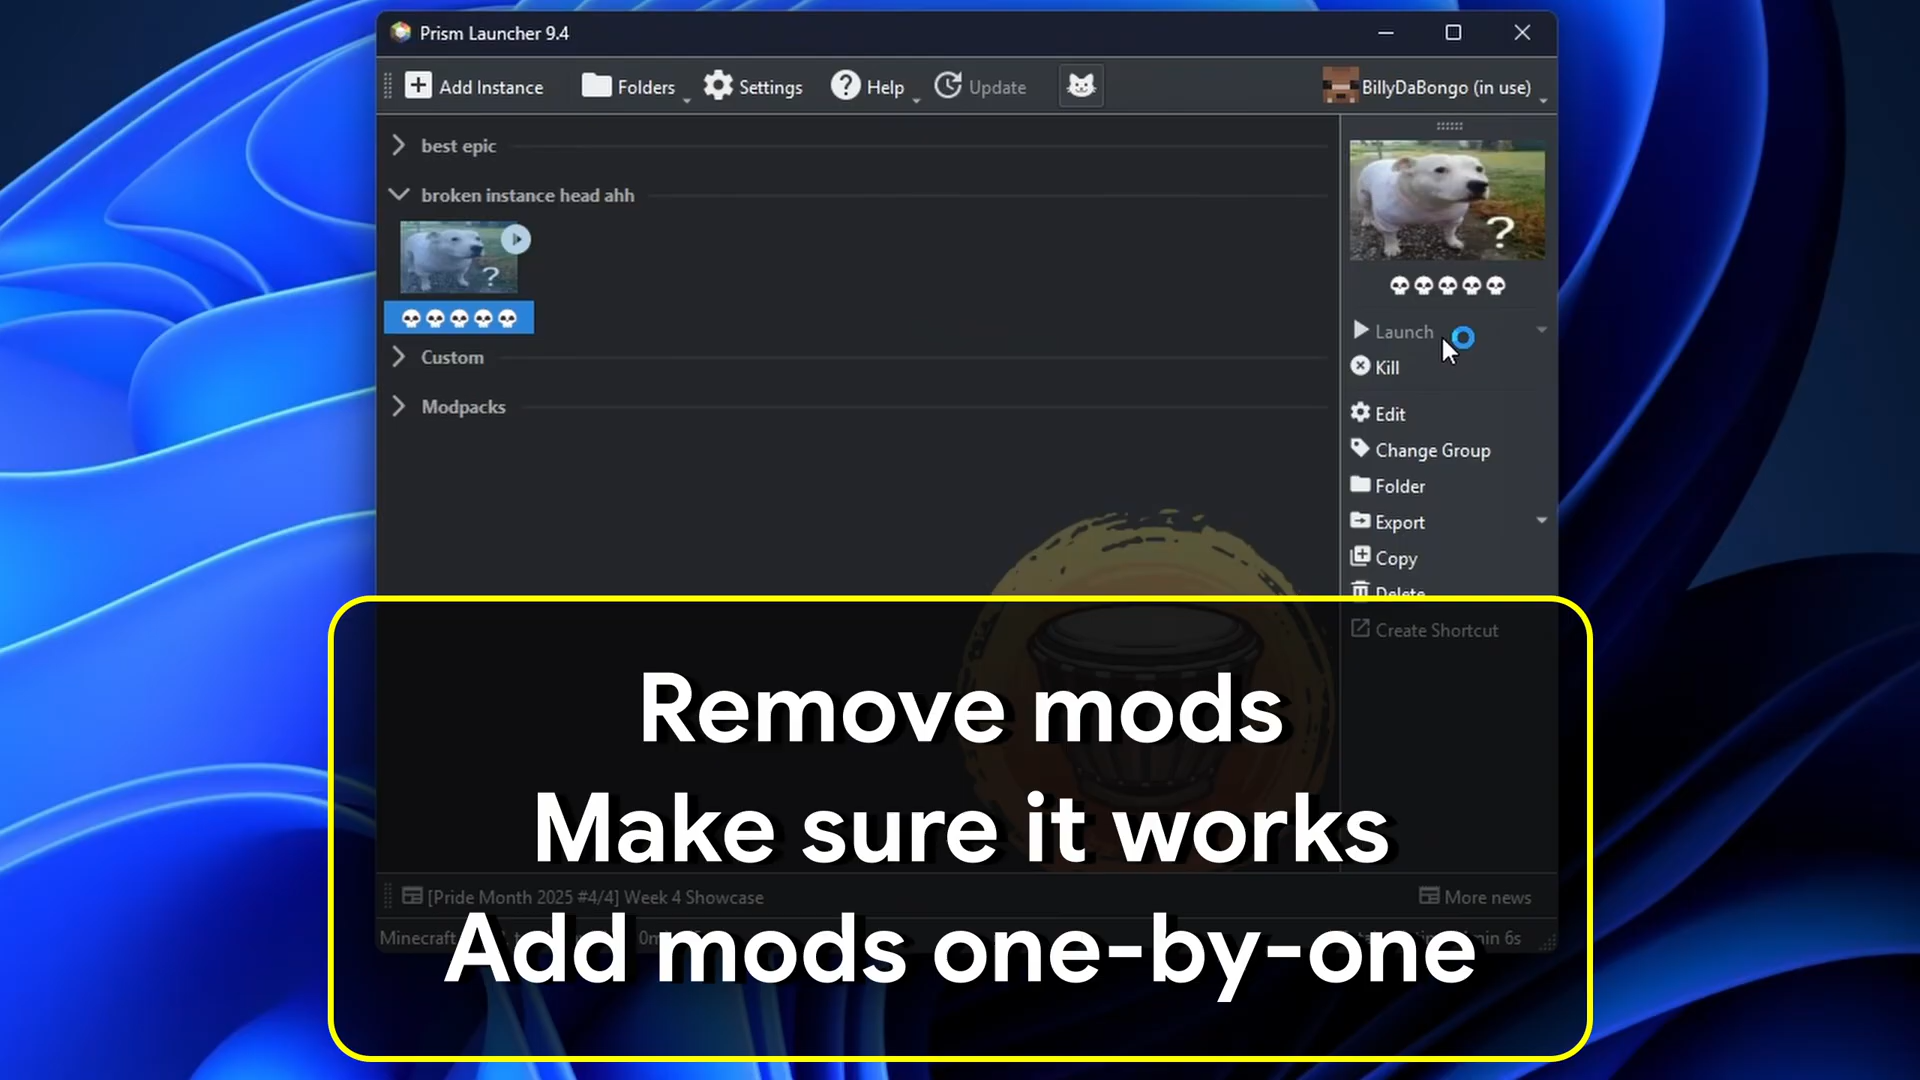 Prism Launcher 9.4
Add Instance
Folders
Settings
Help
Update
BillyDaBongo (in use)
best epic
broken instance head ahh
?
💀💀💀💀💀
Custom
Modpacks
?
💀💀💀💀💀
Launch
Kill
Edit
Change Group
Folder
Export
Copy
Delete
Create Shortcut
Remove mods
Make sure it works
Add mods one-by-one
[Pride Month 2025 #4/4] Week 4 Showcase
More news
Minecraft
6s